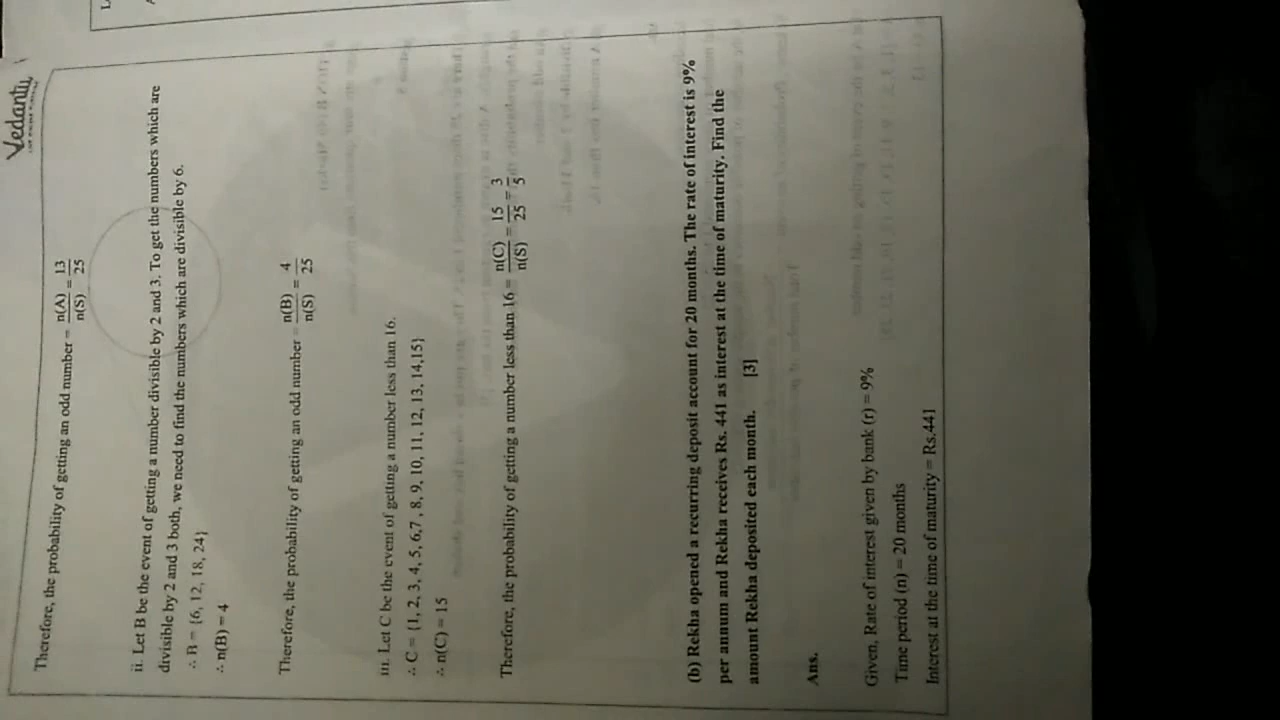 Vedantu
Therefore, the probability of getting an odd number = n(A)/n(S) = 13/25
ii. Let B be the event of getting a number divisible by 2 and 3. To get the numbers which are
divisible by 2 and 3 both, we need to find the numbers which are divisible by 6.
∴ B = {6, 12, 18, 24}
∴ n(B) = 4
Therefore, the probability of getting an odd number = n(B)/n(S) = 4/25
iii. Let C be the event of getting a number less than 16.
∴ C = {1, 2, 3, 4, 5, 6,7 , 8, 9, 10, 11, 12, 13, 14,15}
∴ n(C) = 15
Therefore, the probability of getting a number less than 16 = n(C)/n(S) = 15/25 = 3/5
(b) Rekha opened a recurring deposit account for 20 months. The rate of interest is 9%
per annum and Rekha receives Rs. 441 as interest at the time of maturity. Find the
amount Rekha deposited each month. [3]
Ans.
Given, Rate of interest given by bank (r) = 9%
Time period (n) = 20 months
Interest at the time of maturity = Rs.441